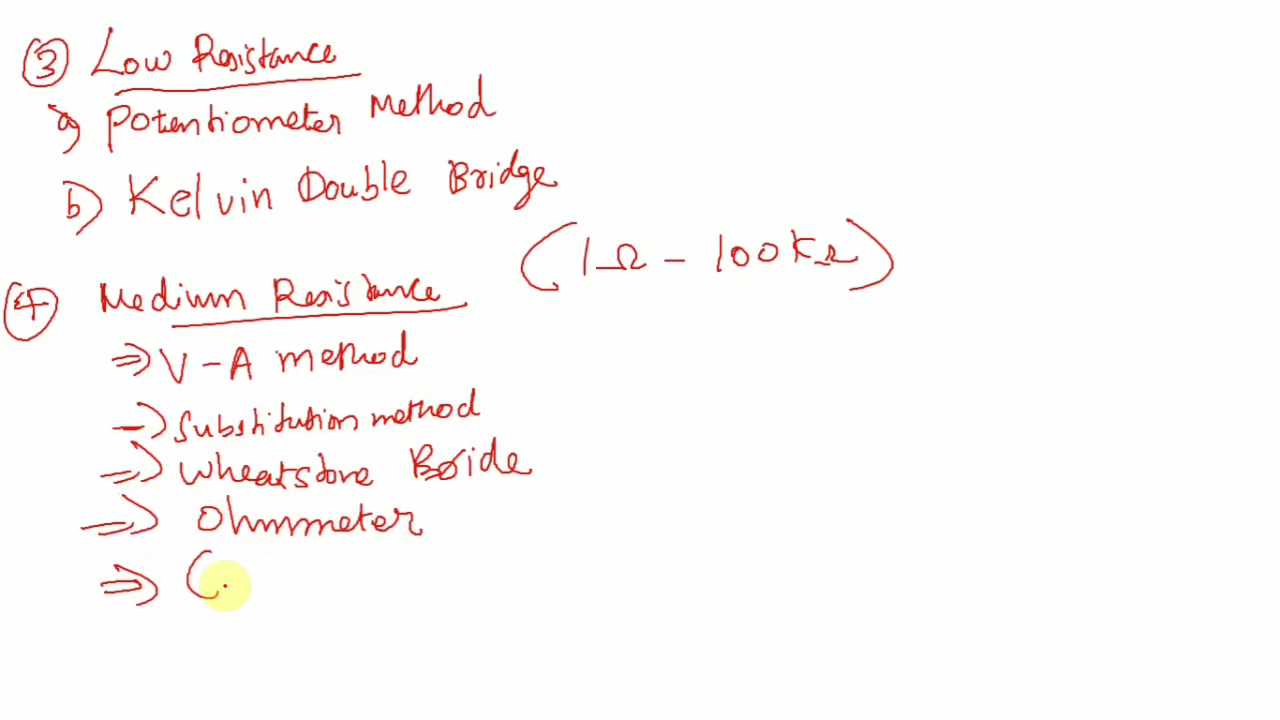 ③ Low Resistance
a) Potentiometer Method
b) Kelvin Double Bridge
(1Ω - 100KΩ)
④ Medium Resistance
⇒ V-A method
→ Substitution method
⇒ Wheatstone Bride
⇒ Ohmmeter
⇒ C